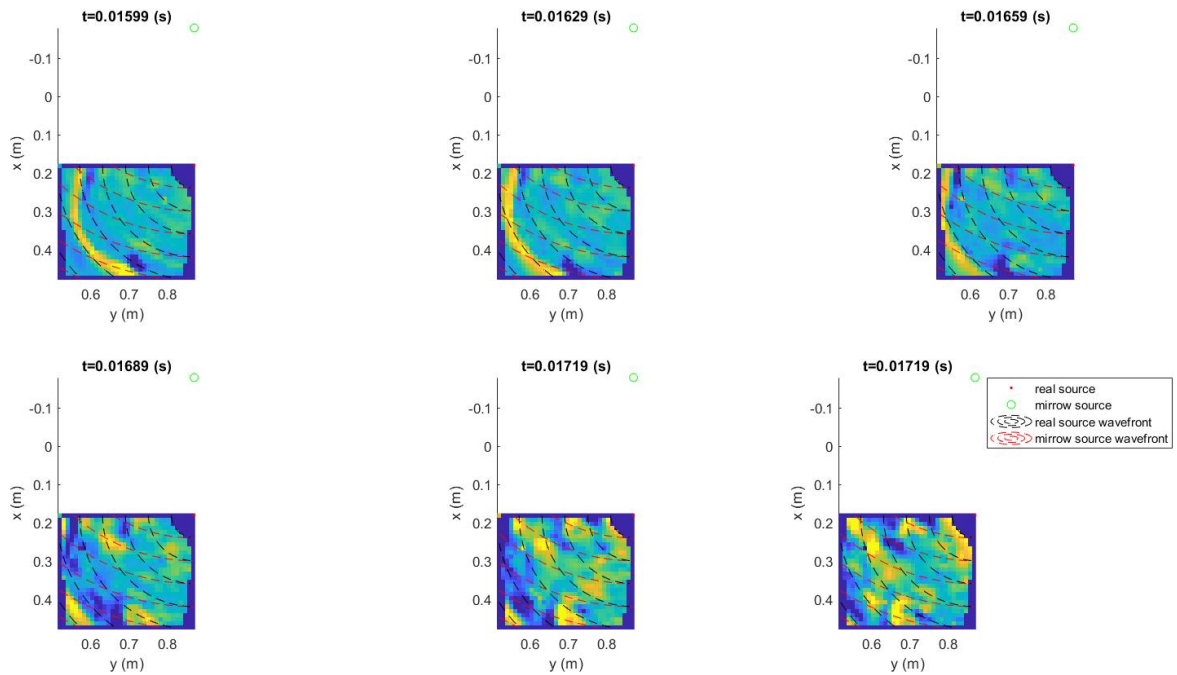 t=0.01599 (s)
-0.1
0
0.1
0.2
0.3
0.4
x (m)
0.6 0.7 0.8
y (m)
t=0.01629 (s)
-0.1
0
0.1
0.2
0.3
0.4
x (m)
0.6 0.7 0.8
y (m)
t=0.01659 (s)
-0.1
0
0.1
0.2
0.3
0.4
x (m)
0.6 0.7 0.8
y (m)
t=0.01689 (s)
-0.1
0
0.1
0.2
0.3
0.4
x (m)
0.6 0.7 0.8
y (m)
t=0.01719 (s)
-0.1
0
0.1
0.2
0.3
0.4
x (m)
0.6 0.7 0.8
y (m)
t=0.01719 (s)
-0.1
0
0.1
0.2
0.3
0.4
x (m)
0.6 0.7 0.8
y (m)
real source
mirrow source
real source wavefront
mirrow source wavefront